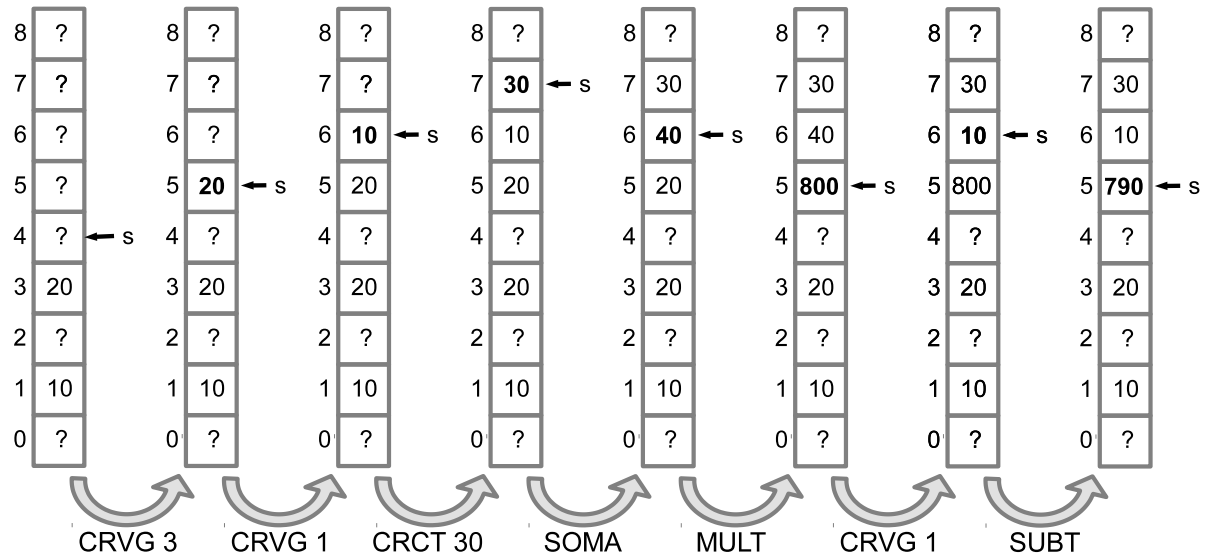 8 ? 8 ? 8 ? 8 ? 8 ? 8 ? 8 ? 8 ?
7 ? 7 ? 7 ? 7 30 s 7 30 7 30 7 30 7 30
6 ? 6 ? 6 10 s 6 10 6 40 s 6 40 6 10 s 6 10
5 ? 5 20 s 5 20 5 20 5 20 5 800 s 5 800 5 790 s
4 ? s 4 ? 4 ? 4 ? 4 ? 4 ? 4 ? 4 ?
3 20 3 20 3 20 3 20 3 20 3 20 3 20 3 20
2 ? 2 ? 2 ? 2 ? 2 ? 2 ? 2 ? 2 ?
1 10 1 10 1 10 1 10 1 10 1 10 1 10 1 10
0 ? 0 ? 0 ? 0 ? 0 ? 0 ? 0 ? 0 ?
CRVG 3 CRVG 1 CRCT 30 SOMA MULT CRVG 1 SUBT